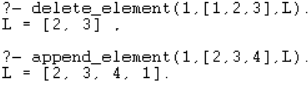 ?- delete_element(1,[1,2,3],L).
L = [2, 3] .
?- append_element(1,[2,3,4],L).
L = [2, 3, 4, 1].